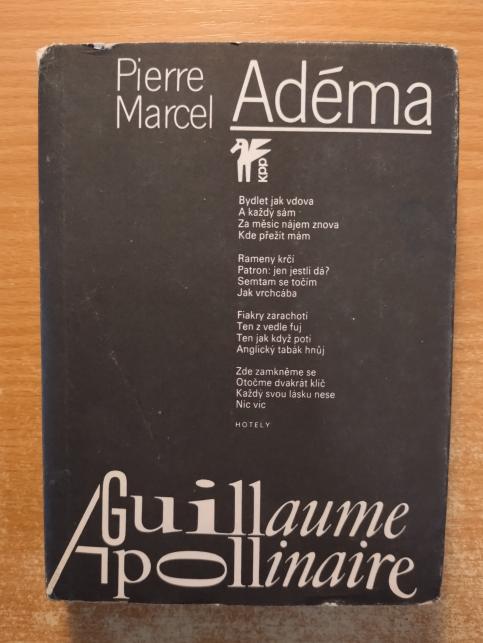 Pierre
Marcel
Adéma
kpp
Bydlet jak vdova
A každý sám
Za měsíc nájem znova
Kde přežít mám
Rameny krčí
Patron: jen jestli dá?
Semtam se točím
Jak vrchcába
Fiakry zarachotí
Ten z vedle fuj
Ten jak když potí
Anglický tabák hnůj
Zde zamkněme se
Otočme dvakrát klíč
Každý svou lásku nese
Nic víc
HOTELY
Guillaume
Apollinaire